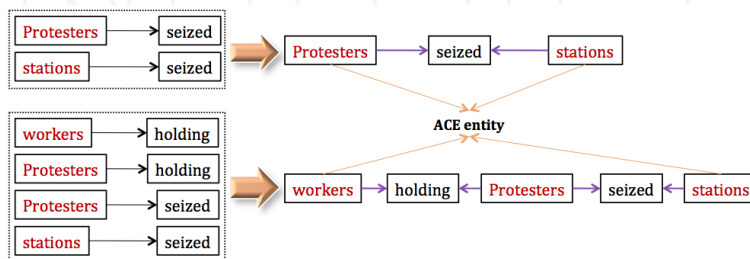 Protesters seized
stations seized
Protesters seized stations
ACE entity
workers holding
Protesters holding
Protesters seized
stations seized
workers holding Protesters seized stations